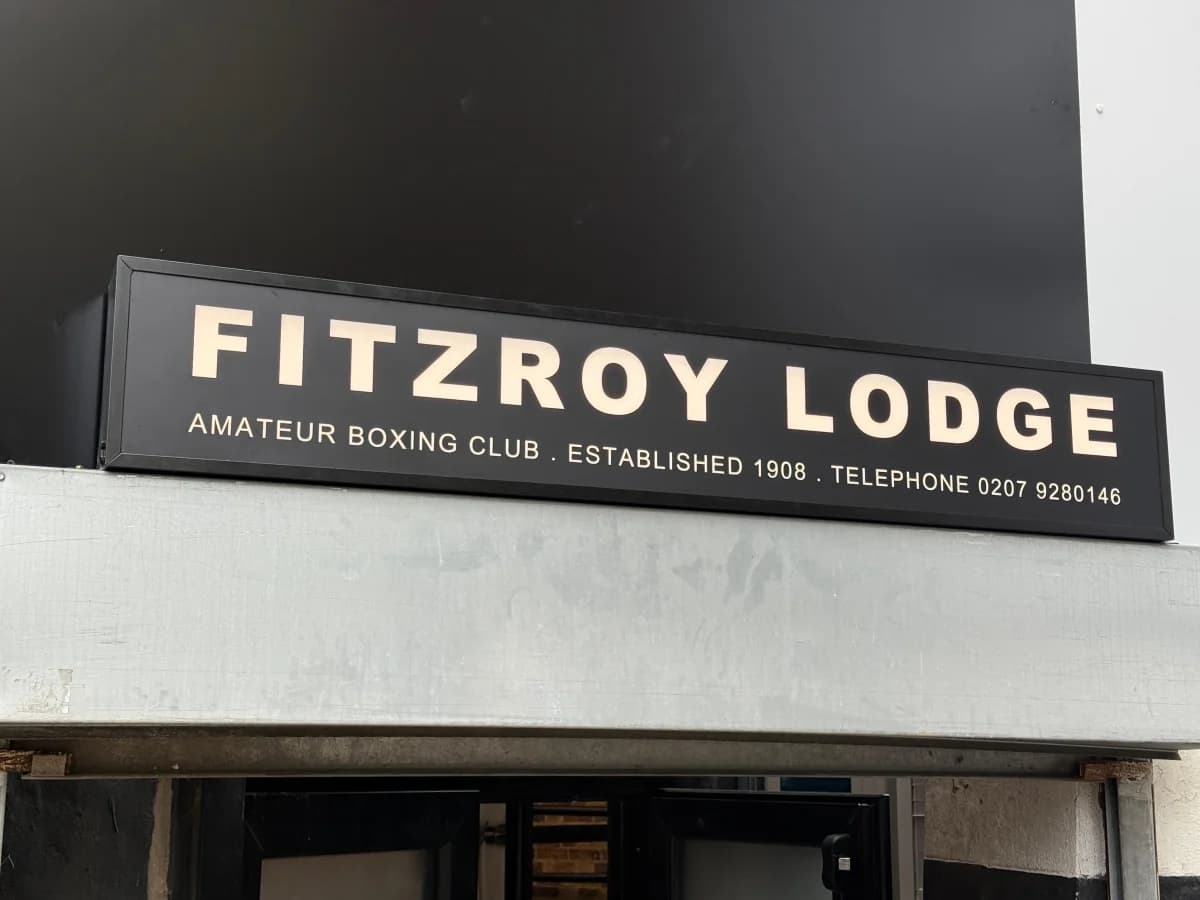 FITZROY LODGE
AMATEUR BOXING CLUB . ESTABLISHED 1908 . TELEPHONE 0207 9280146